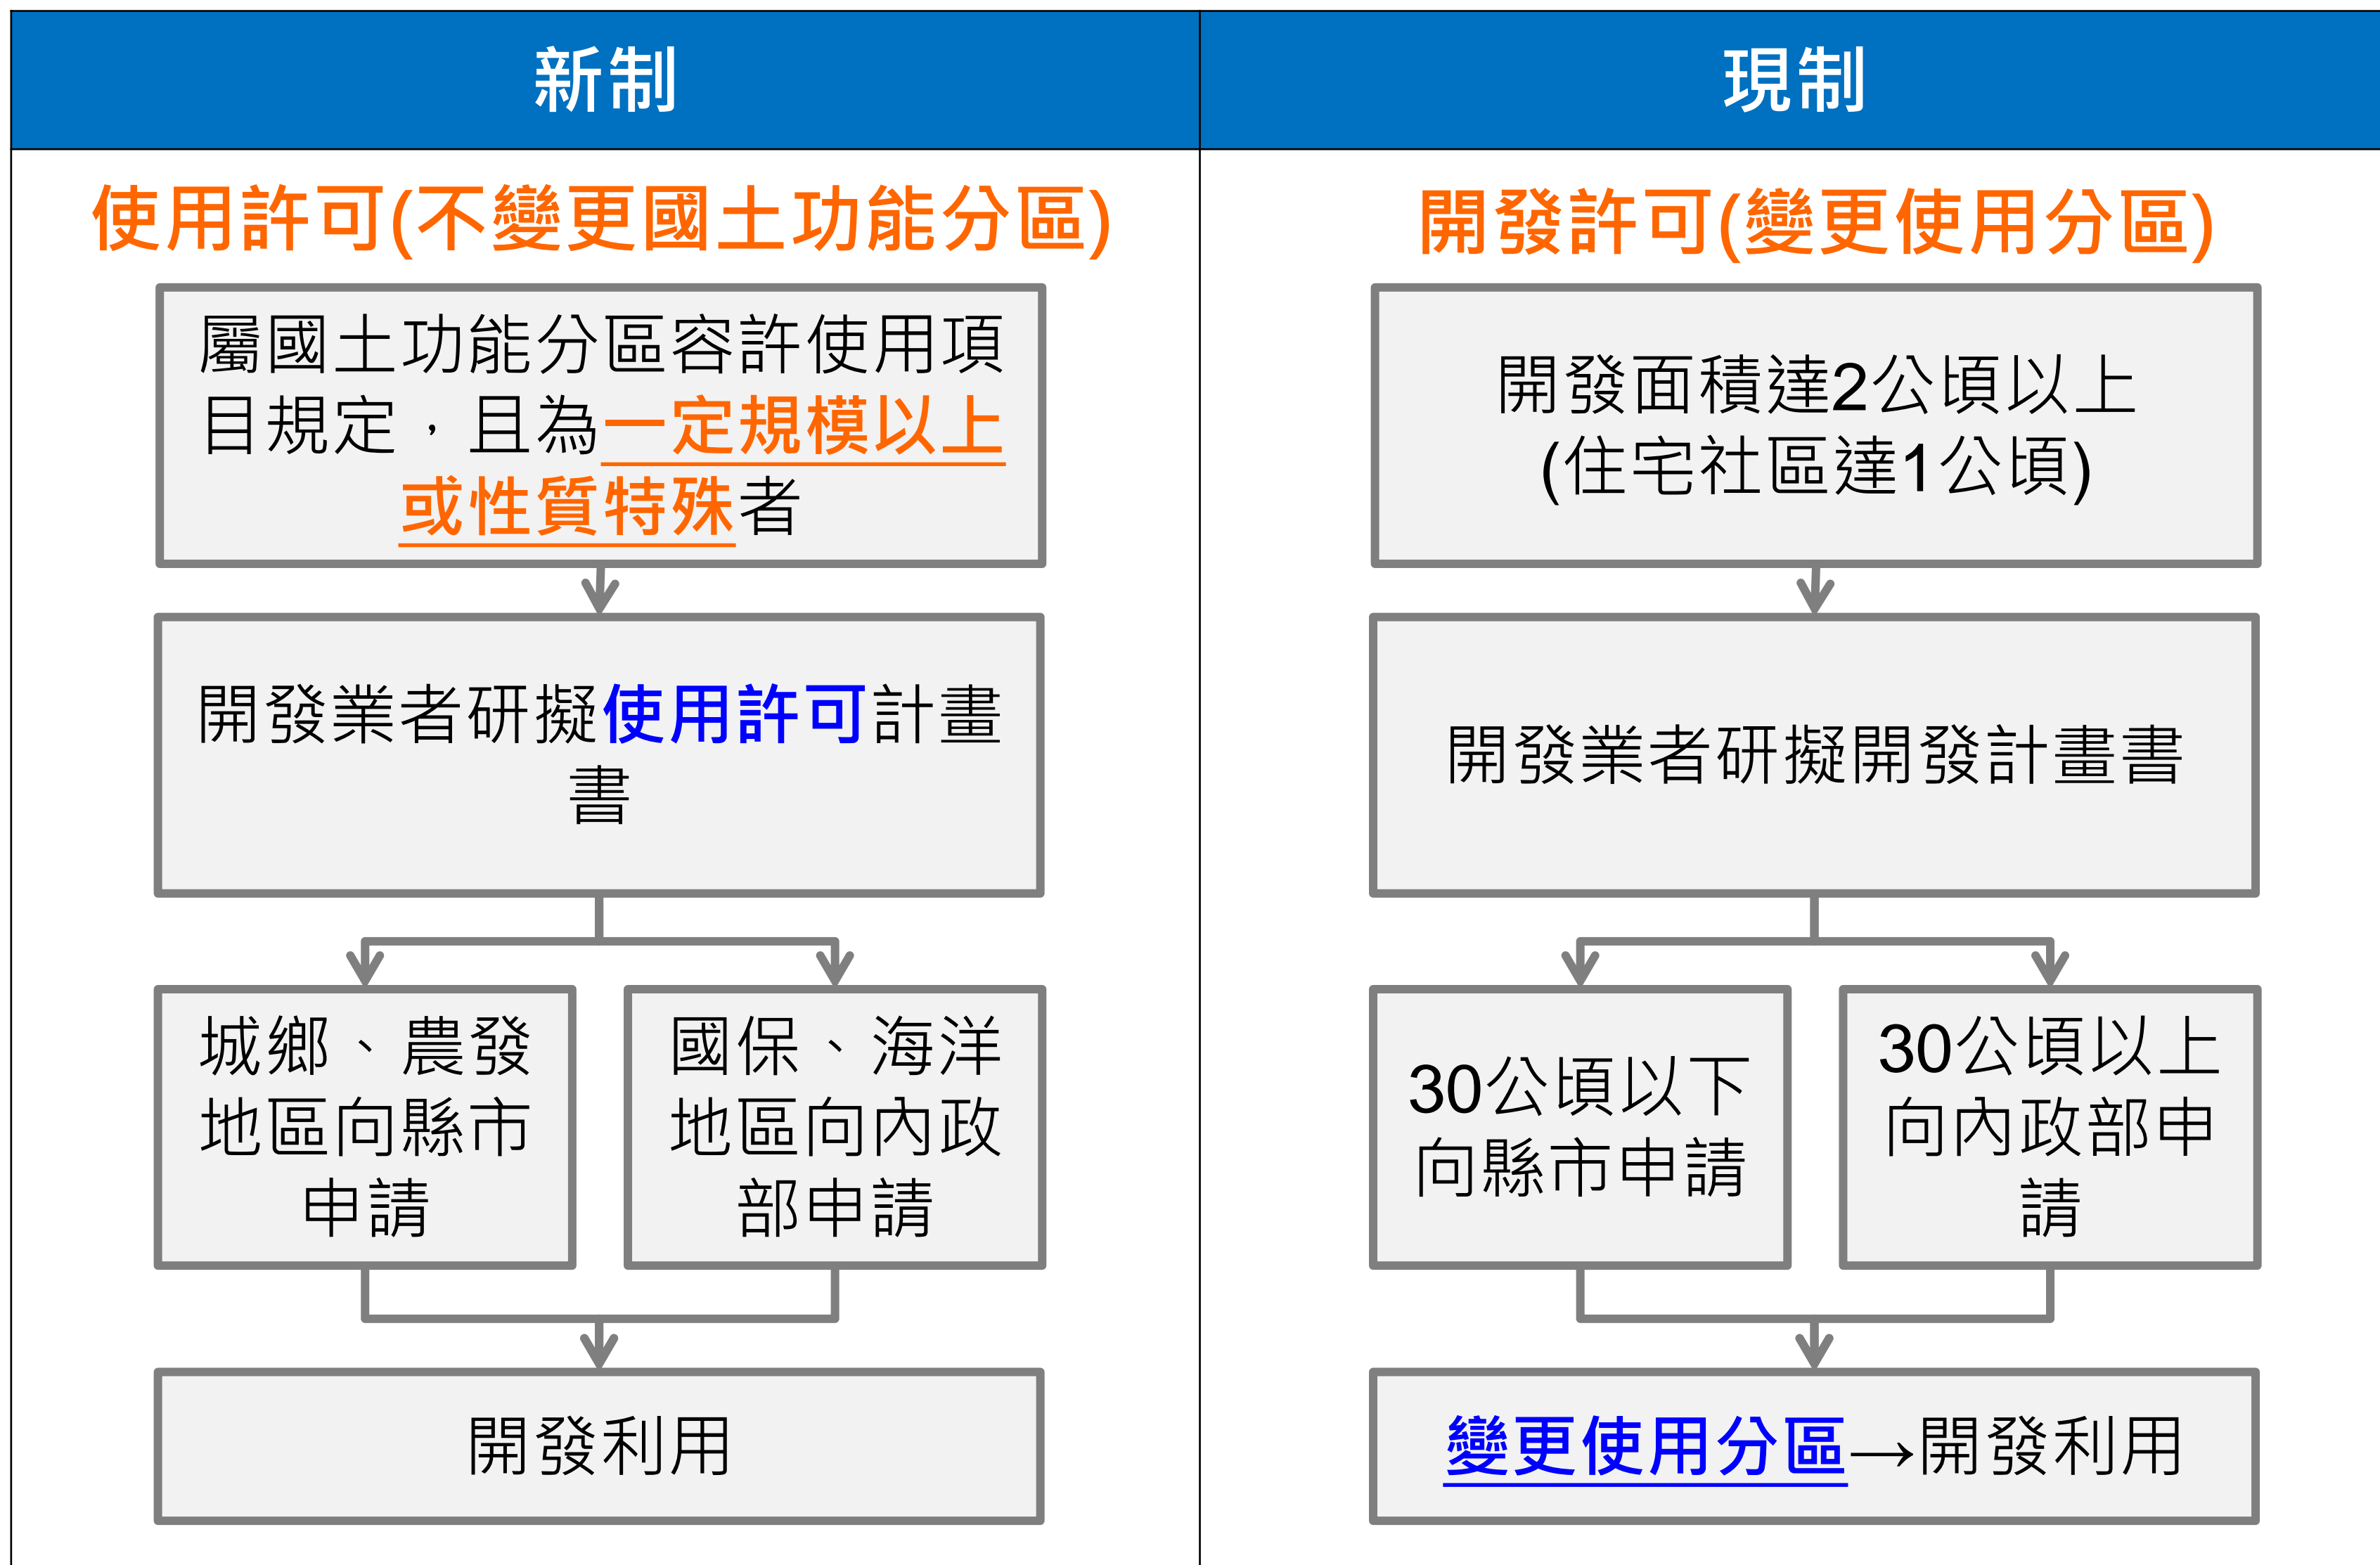 新制
現制
使用許可(不變更國土功能分區)
屬國土功能分區容許使用項
目規定，且為一定規模以上
或性質特殊者
開發業者研擬使用許可計畫
書
城鄉、農發
地區向縣市
申請
國保、海洋
地區向內政
部申請
開發利用
開發許可(變更使用分區)
開發面積達2公頃以上
(住宅社區達1公頃)
開發業者研擬開發計畫書
30公頃以下
向縣市申請
30公頃以上
向內政部申
請
變更使用分區→開發利用